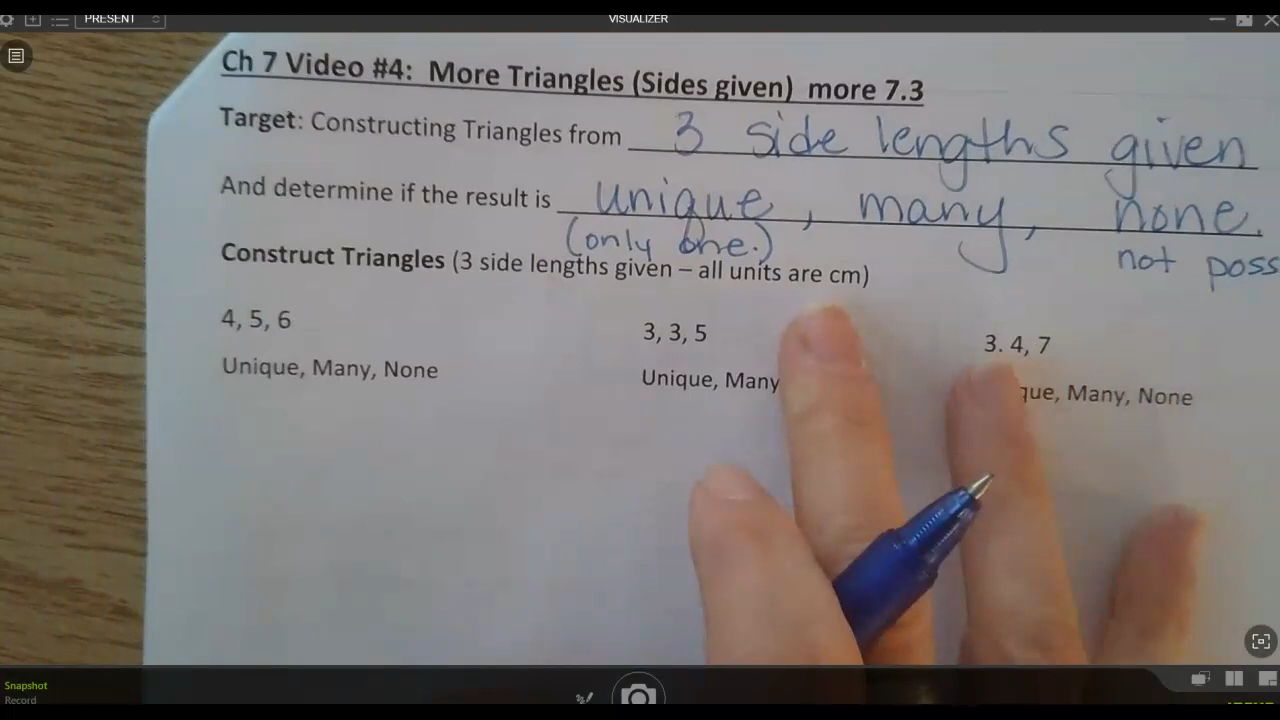 PRESENT
VISUALIZER
Ch 7 Video #4: More Triangles (Sides given) more 7.3
Target: Constructing Triangles from 3 side lengths given
And determine if the result is unique, many, none.
(only one.)
not poss
Construct Triangles (3 side lengths given – all units are cm)
4, 5, 6
3, 3, 5
3. 4, 7
Unique, Many, None
Unique, Many
que, Many, None
Snapshot
Record